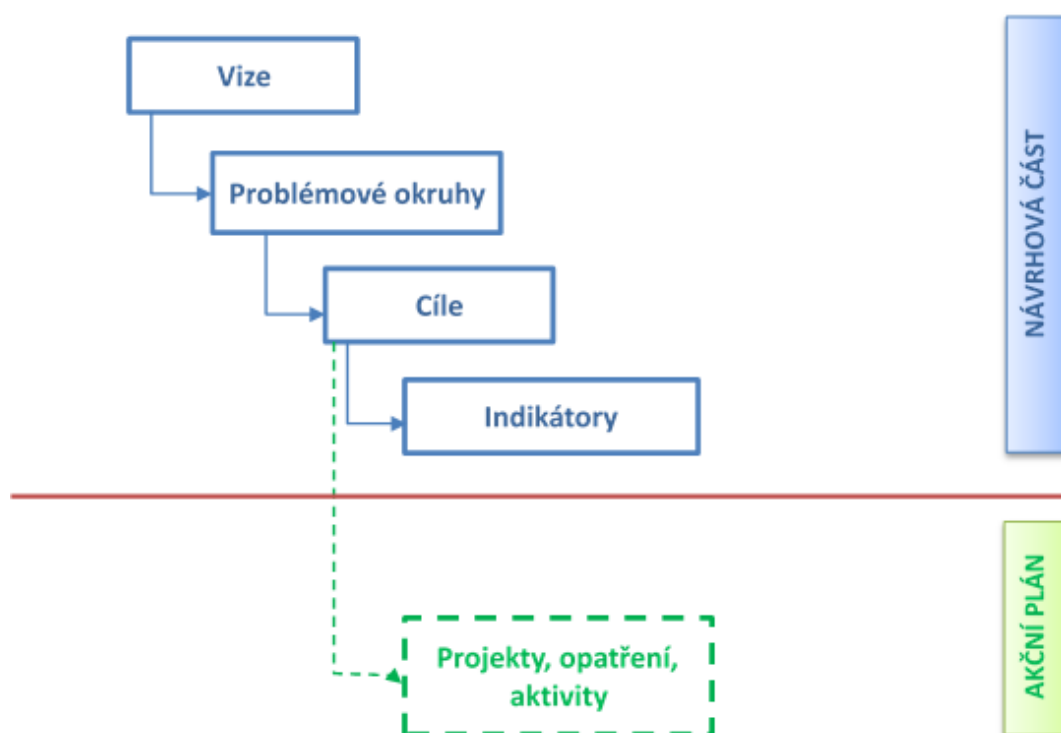 Vize
Problémové okruhy
Cíle
Indikátory
NÁVRHOVÁ ČÁST
Projekty, opatření,
aktivity
AKČNÍ PLÁN